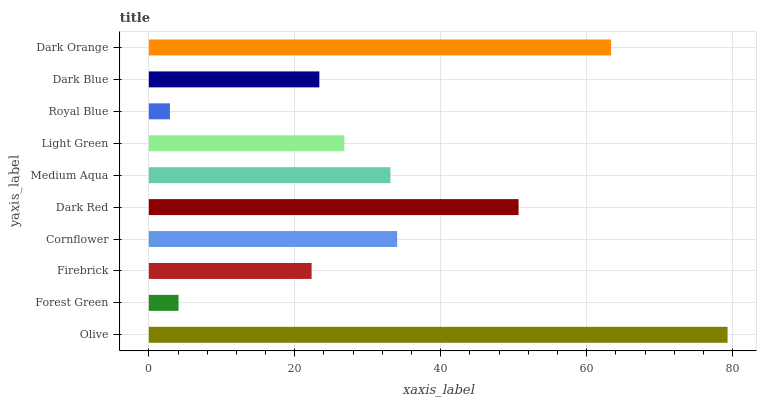 title
Dark Orange
Dark Blue
Royal Blue
Light Green
Medium Aqua
Dark Red
Cornflower
Firebrick
Forest Green
Olive
yaxis_label
0 20 40 60 80
xaxis_label